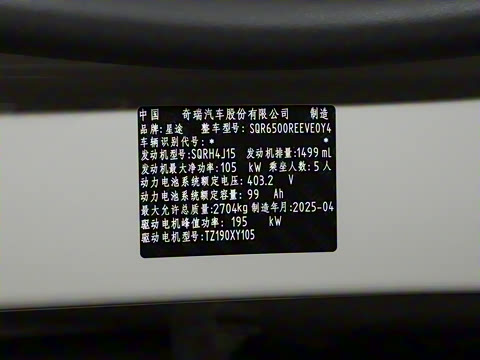 中国 奇瑞汽车股份有限公司 制造
品牌:星途 整车型号:SQR6500REEVE0Y4
车辆识别代号:* *
发动机型号:SQRH4J15 发动机排量:1499 mL
发动机最大净功率:105 kW 乘坐人数:5 人
动力电池系统额定电压:403.2 V
动力电池系统额定容量:99 Ah
最大允许总质量:2704kg 制造年月:2025-04
驱动电机峰值功率:195 kW
驱动电机型号:TZ190XY105